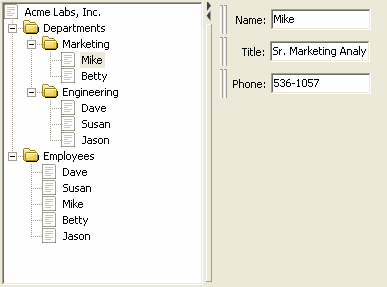 Acme Labs, Inc.
Departments
Marketing
Mike
Betty
Engineering
Dave
Susan
Jason
Employees
Dave
Susan
Mike
Betty
Jason
Name: Mike
Title: Sr. Marketing Analy
Phone: 536-1057